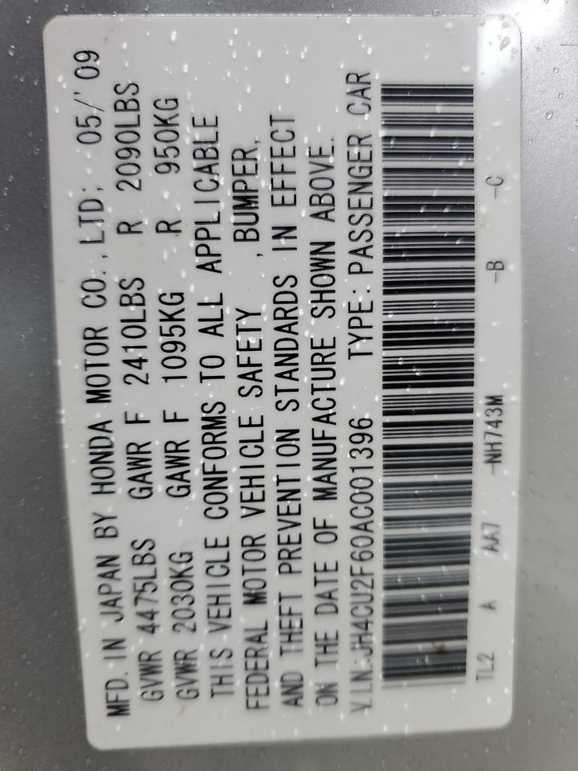 MFD. IN JAPAN BY HONDA MOTOR CO., LTD; 05/'09
GVWR 4475LBS GAWR F 2410LBS R 2090LBS
GVWR 2030KG GAWR F 1095KG R 950KG
THIS VEHICLE CONFORMS TO ALL APPLICABLE
FEDERAL MOTOR VEHICLE SAFETY , BUMPER,
AND THEFT PREVENTION STANDARDS IN EFFECT
ON THE DATE OF MANUFACTURE SHOWN ABOVE.
V.I.N.:JH4CU2F60AC001396 TYPE: PASSENGER CAR
TL2 A AA7 -NH743M -B -C